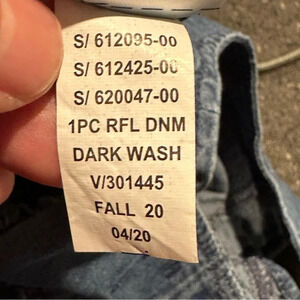 S/ 612095-00
S/ 612425-00
S/ 620047-00
1PC RFL DNM
DARK WASH
V/301445
FALL 20
04/20